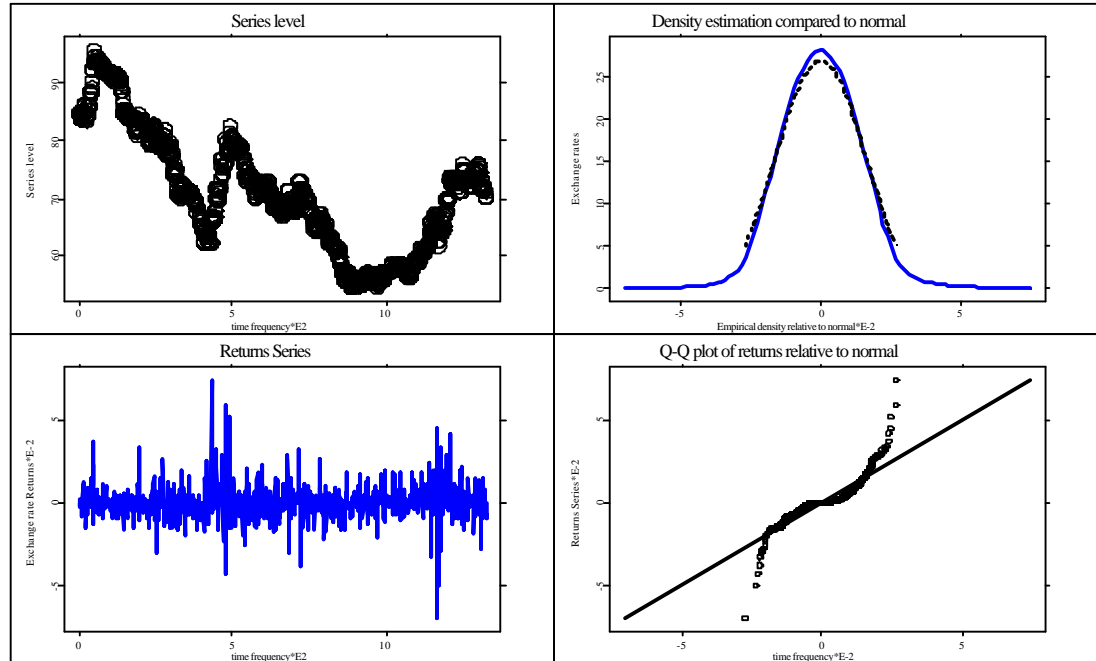 Series level
Series level
90
80
70
60
0
5
10
time frequency*E2
Density estimation compared to normal
Exchange rates
25
20
15
10
5
0
-5
0
5
Empirical density relative to normal*E-2
Returns Series
Exchange rate Returns*E-2
5
0
-5
0
5
10
time frequency*E2
Q-Q plot of returns relative to normal
Returns Series*E-2
5
0
-5
-5
0
5
time frequency*E-2